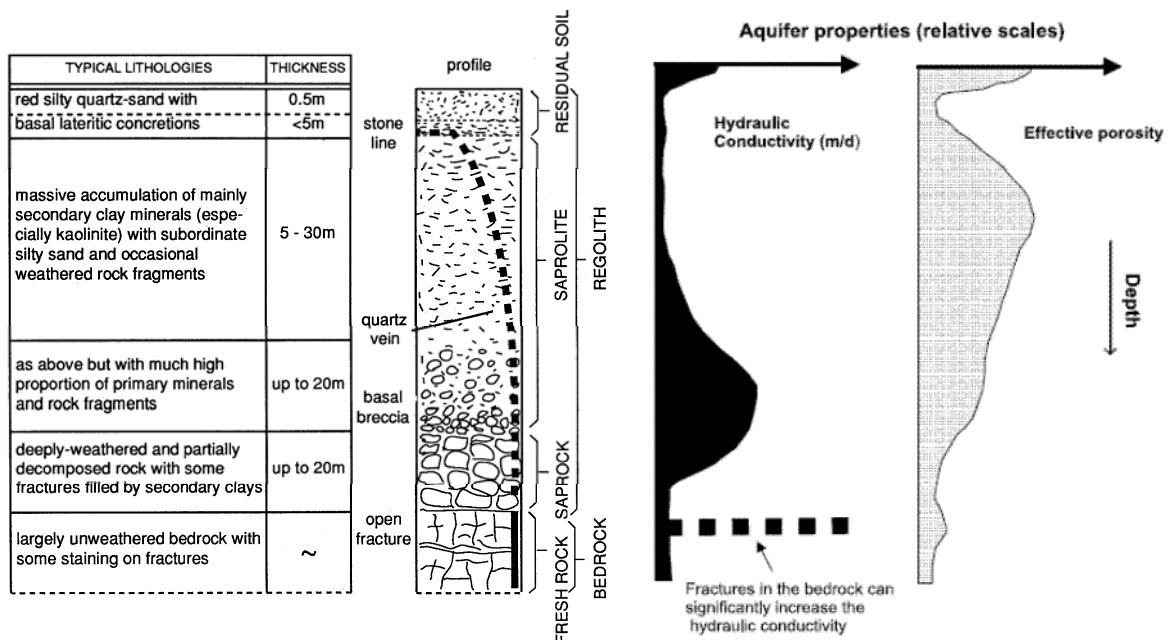 TYPICAL LITHOLOGIES
THICKNESS
red silty quartz-sand with
0.5m
basal lateritic concretions
<5m
massive accumulation of mainly
secondary clay minerals (espe-
cially kaolinite) with subordinate
silty sand and occasional
weathered rock fragments
5 - 30m
as above but with much high
proportion of primary minerals
and rock fragments
up to 20m
deeply-weathered and partially
decomposed rock with some
fractures filled by secondary clays
up to 20m
largely unweathered bedrock with
some staining on fractures
~
profile
stone
line
quartz
vein
basal
breccia
open
fracture
RESIDUAL SOIL
SAPROLITE
REGOLITH
SAPROCK
FRESH ROCK
BEDROCK
Aquifer properties (relative scales)
Hydraulic
Conductivity (m/d)
Effective porosity
Depth
Fractures in the bedrock can
significantly increase the
hydraulic conductivity